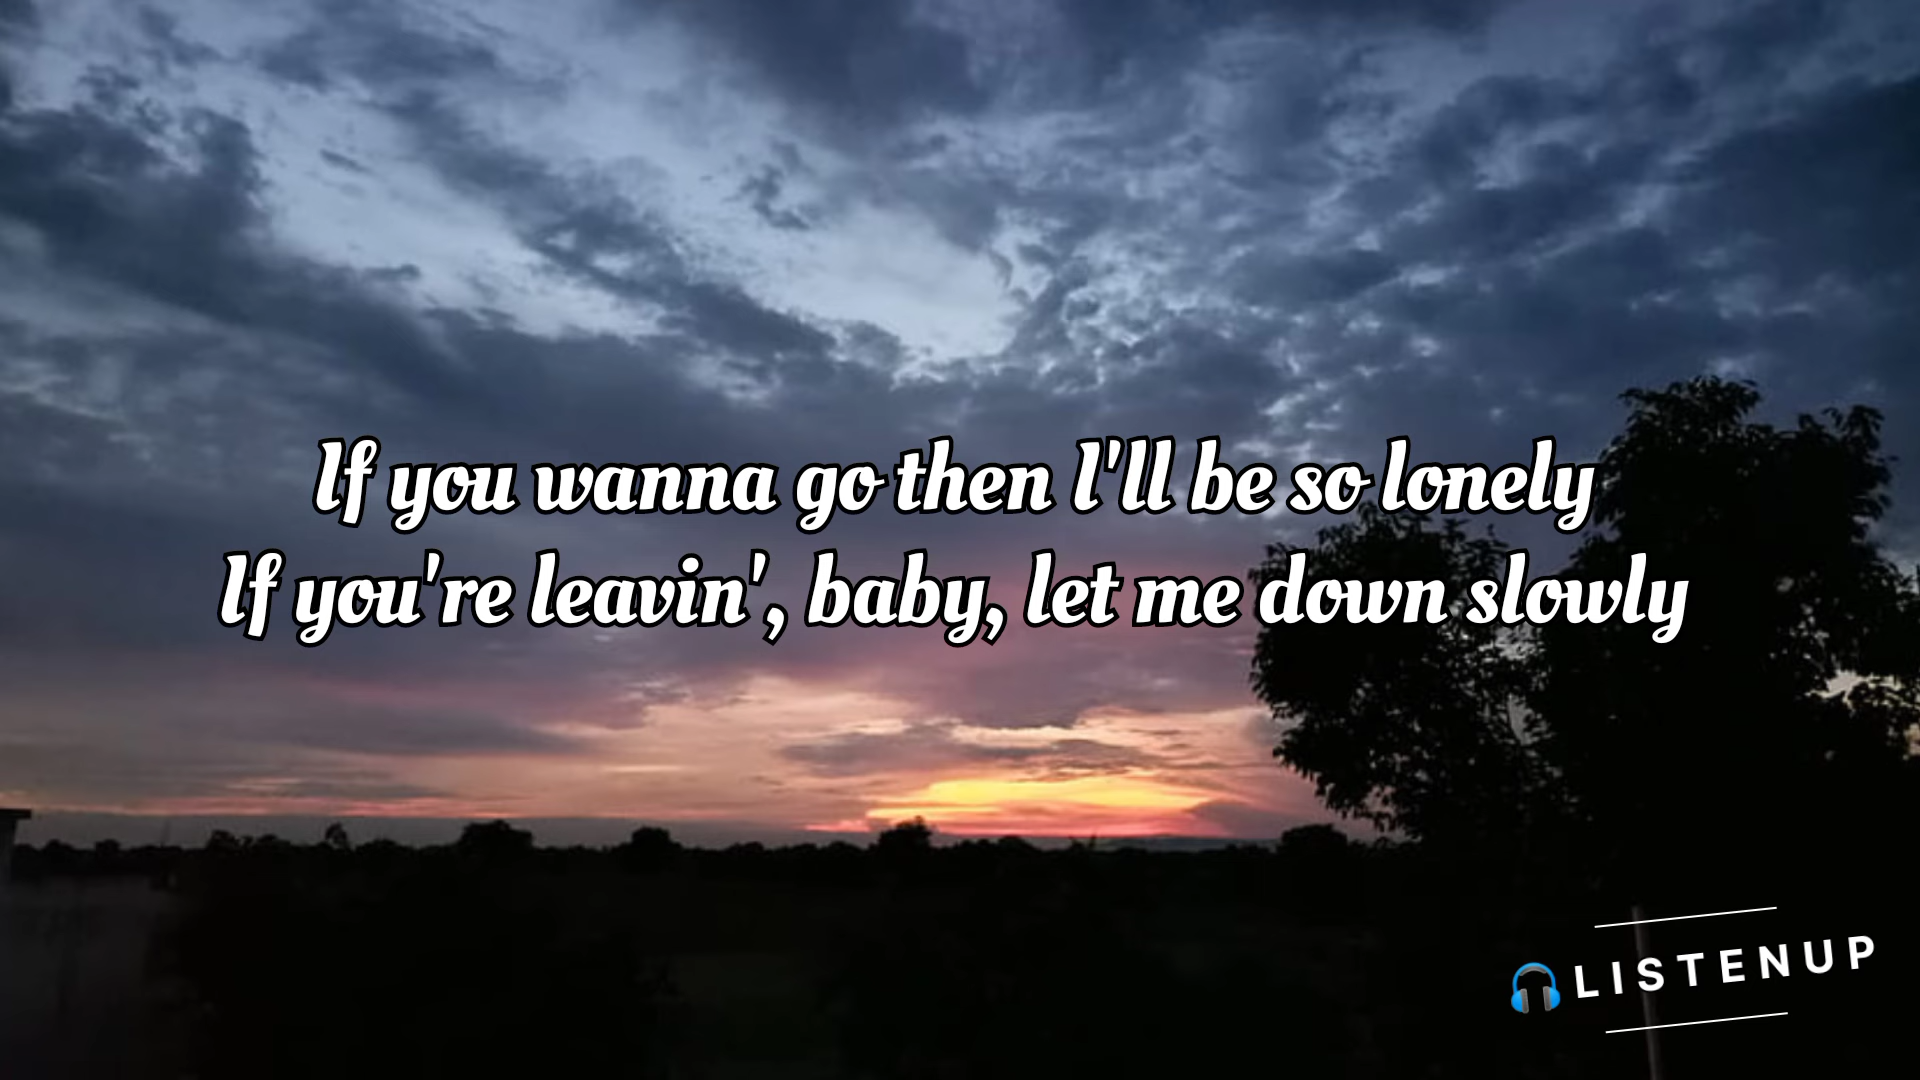 If you wanna go then I'll be so lonely
If you're leavin', baby, let me down slowly
🎧LISTENUP